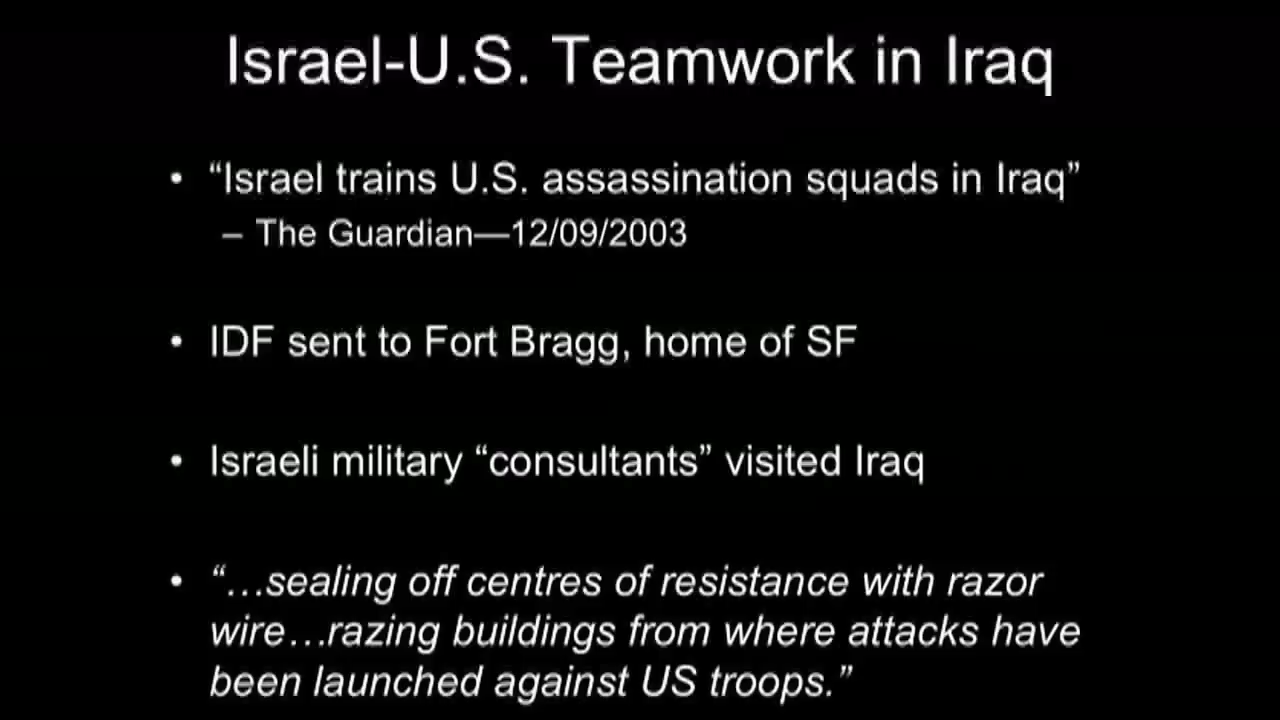 Israel-U.S. Teamwork in Iraq
• “Israel trains U.S. assassination squads in Iraq”
– The Guardian—12/09/2003
• IDF sent to Fort Bragg, home of SF
• Israeli military “consultants” visited Iraq
• “…sealing off centres of resistance with razor
wire…razing buildings from where attacks have
been launched against US troops.”